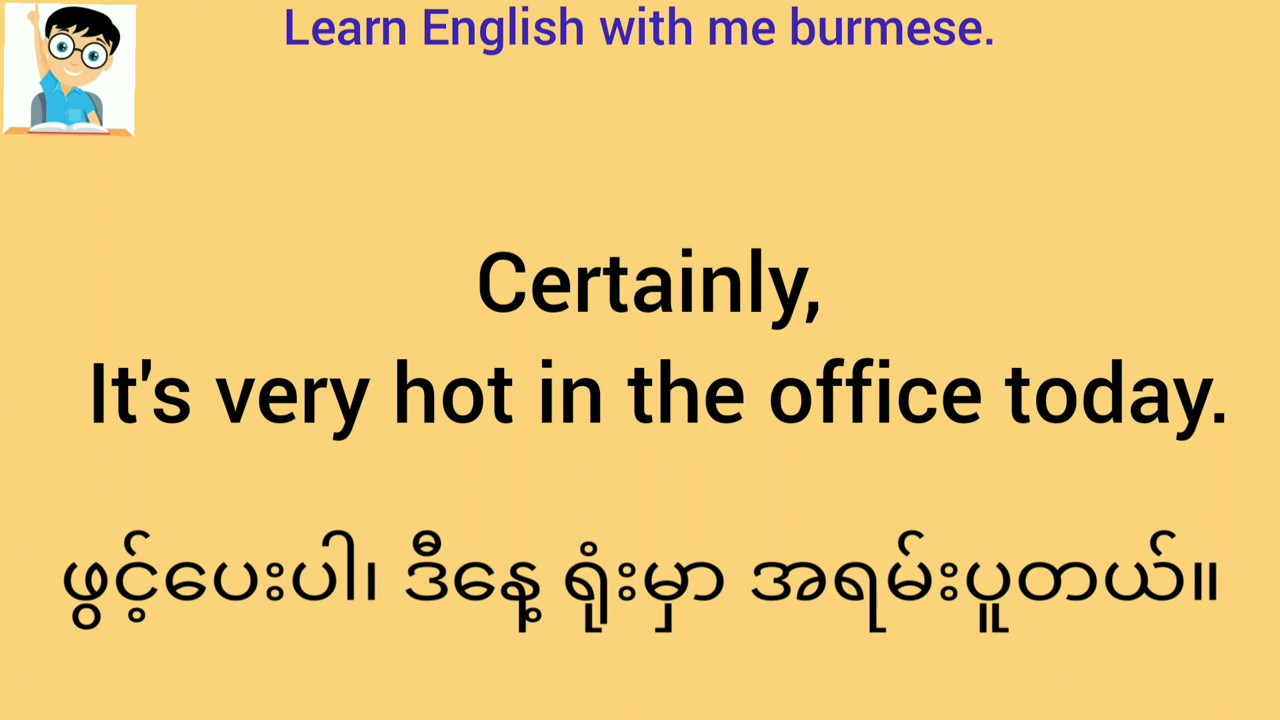 Learn English with me burmese.
Certainly,
It's very hot in the office today.
ဖွင့်ပေးပါ၊ ဒီနေ့ ရုံးမှာ အရမ်းပူတယ်။